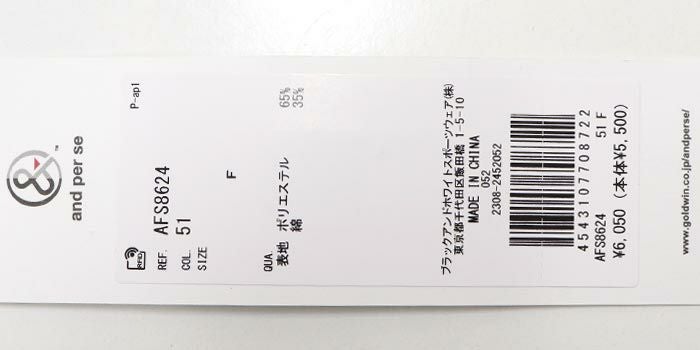 and per se
™
P-ap1
RFID
REF. AFS8624
COL. 51
SIZE F
QUA
表地 ポリエステル 65%
綿 35%
ブラックアンドホワイトスポーツウェア(株)
東京都千代田区飯田橋 1-5-10
MADE IN CHINA
052
2308-2452052
4543107708722
AFS8624 51 F
¥6,050 (本体¥5,500)
www.goldwin.co.jp/andperse/